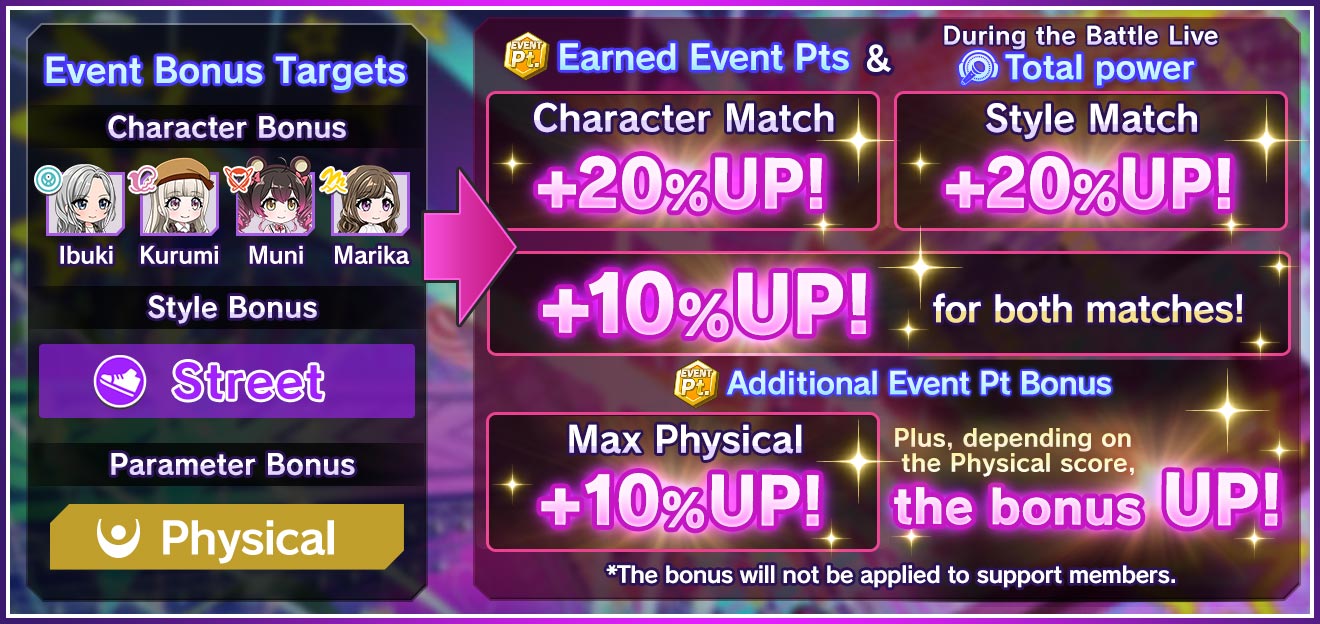 Event Bonus Targets
Character Bonus
Ibuki Kurumi Muni Marika
Style Bonus
Street
Parameter Bonus
Physical
EVENT
Pt.
Earned Event Pts &
During the Battle Live
Total power
Character Match
+20%UP!
Style Match
+20%UP!
+10%UP! for both matches!
EVENT
Pt.
Additional Event Pt Bonus
Max Physical
+10%UP!
Plus, depending on
the Physical score,
the bonus UP!
*The bonus will not be applied to support members.